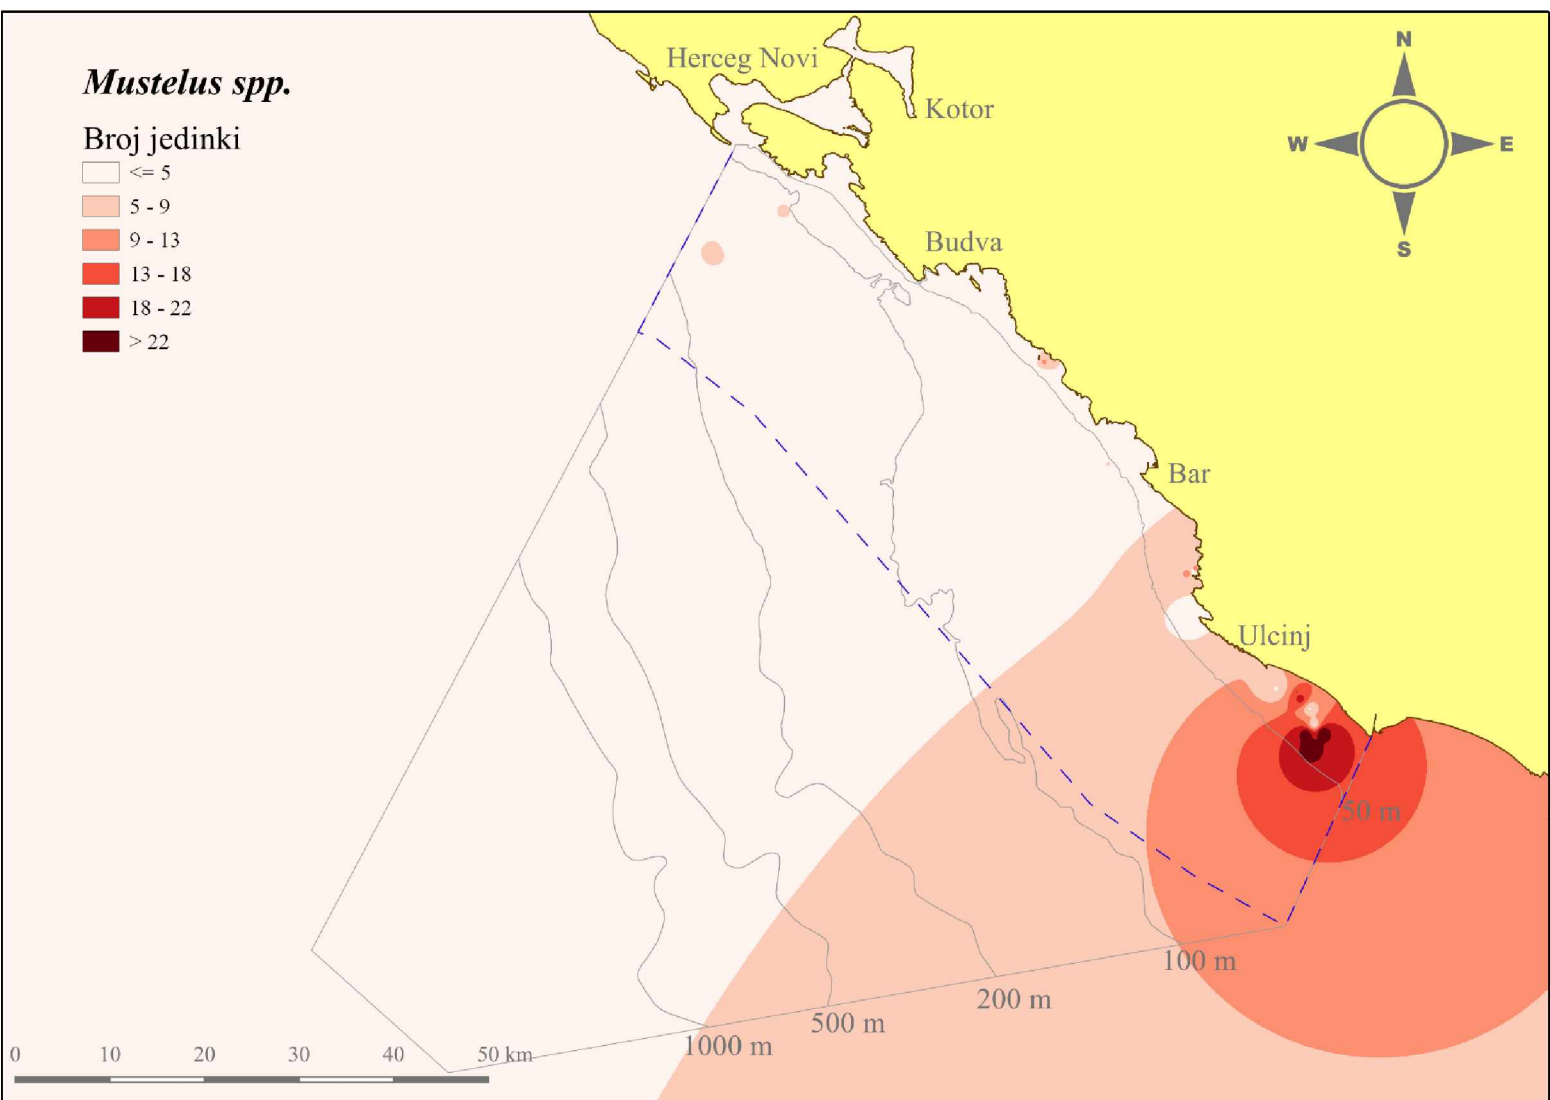 Mustelus spp.
Broj jedinki
<= 5
5 - 9
9 - 13
13 - 18
18 - 22
> 22
Herceg Novi
Kotor
Budva
Bar
Ulcinj
N
W
E
S
50 m
100 m
200 m
500 m
1000 m
0 10 20 30 40 50 km